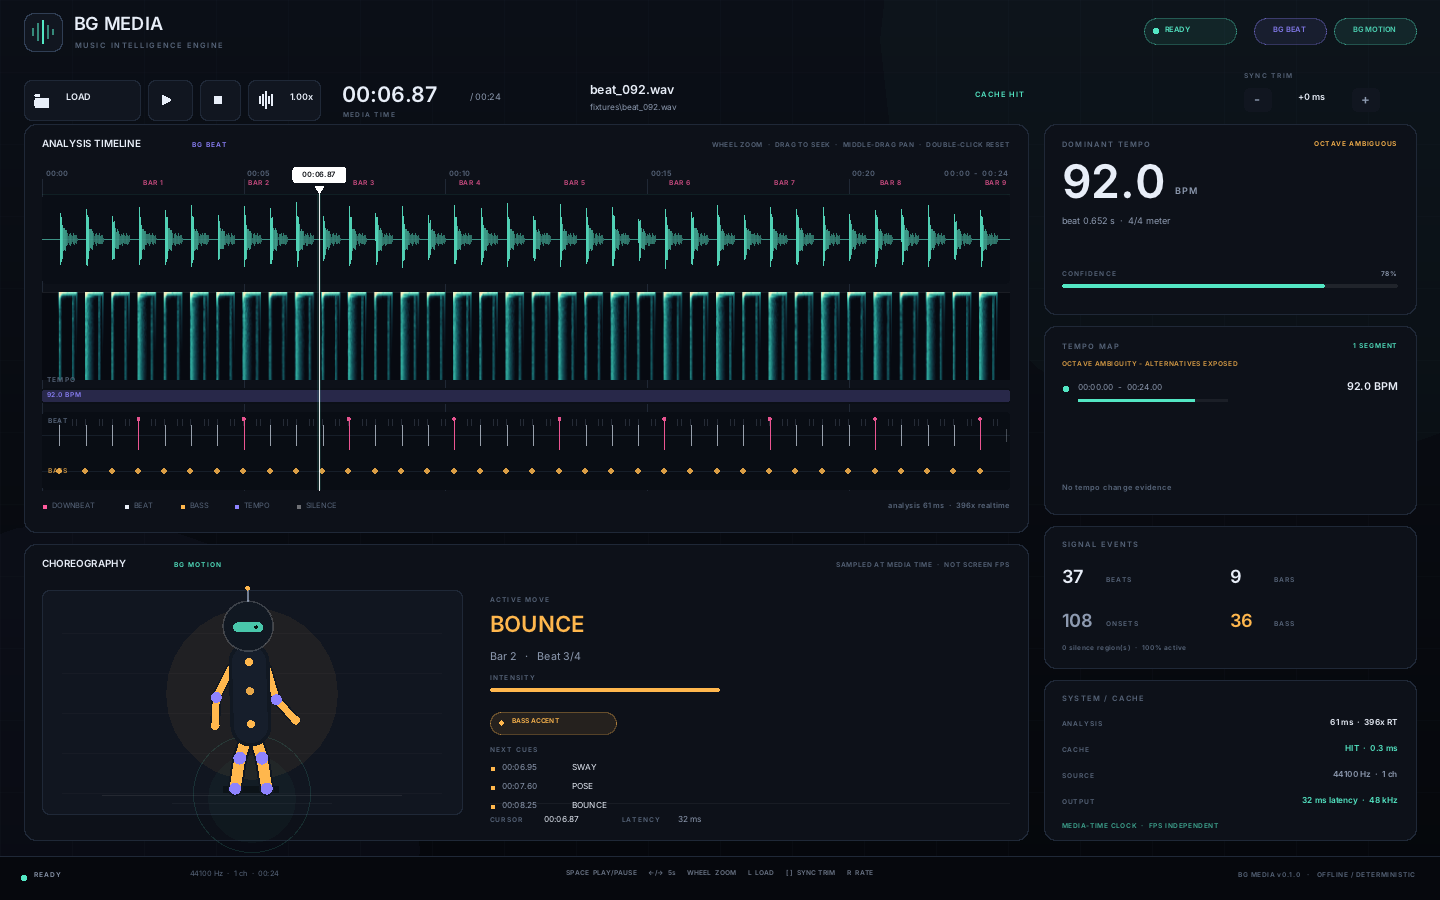 BG MEDIA
MUSIC INTELLIGENCE ENGINE
READY
BG BEAT
BG MOTION
LOAD
1.00x
00:06.87
/ 00:24
MEDIA TIME
beat_092.wav
fixtures\beat_092.wav
CACHE HIT
SYNC TRIM
-
+0 ms
+
ANALYSIS TIMELINE
BG BEAT
WHEEL ZOOM · DRAG TO SEEK · MIDDLE-DRAG PAN · DOUBLE-CLICK RESET
00:00
00:05
00:06.87
00:10
00:15
00:20
00:00 - 00:24
BAR 1
BAR 2
BAR 3
BAR 4
BAR 5
BAR 6
BAR 7
BAR 8
BAR 9
TEMPO
92.0 BPM
BEAT
BASS
DOWNBEAT
BEAT
BASS
TEMPO
SILENCE
analysis 61 ms · 396x realtime
DOMINANT TEMPO
OCTAVE AMBIGUOUS
92.0 BPM
beat 0.652 s · 4/4 meter
CONFIDENCE
78%
TEMPO MAP
1 SEGMENT
OCTAVE AMBIGUITY - ALTERNATIVES EXPOSED
00:00.00 - 00:24.00
92.0 BPM
No tempo change evidence
SIGNAL EVENTS
37 BEATS
9 BARS
108 ONSETS
36 BASS
0 silence region(s) · 100% active
SYSTEM / CACHE
ANALYSIS
61 ms · 396x RT
CACHE
HIT · 0.3 ms
SOURCE
44100 Hz · 1 ch
OUTPUT
32 ms latency · 48 kHz
MEDIA-TIME CLOCK · FPS INDEPENDENT
CHOREOGRAPHY
BG MOTION
SAMPLED AT MEDIA TIME · NOT SCREEN FPS
ACTIVE MOVE
BOUNCE
Bar 2 · Beat 3/4
INTENSITY
BASS ACCENT
NEXT CUES
00:06.95 SWAY
00:07.60 POSE
00:08.25 BOUNCE
CURSOR 00:06.87 LATENCY 32 ms
READY
44100 Hz · 1 ch · 00:24
SPACE PLAY/PAUSE ←/→ 5s WHEEL ZOOM L LOAD [ ] SYNC TRIM R RATE
BG MEDIA v0.1.0 · OFFLINE / DETERMINISTIC